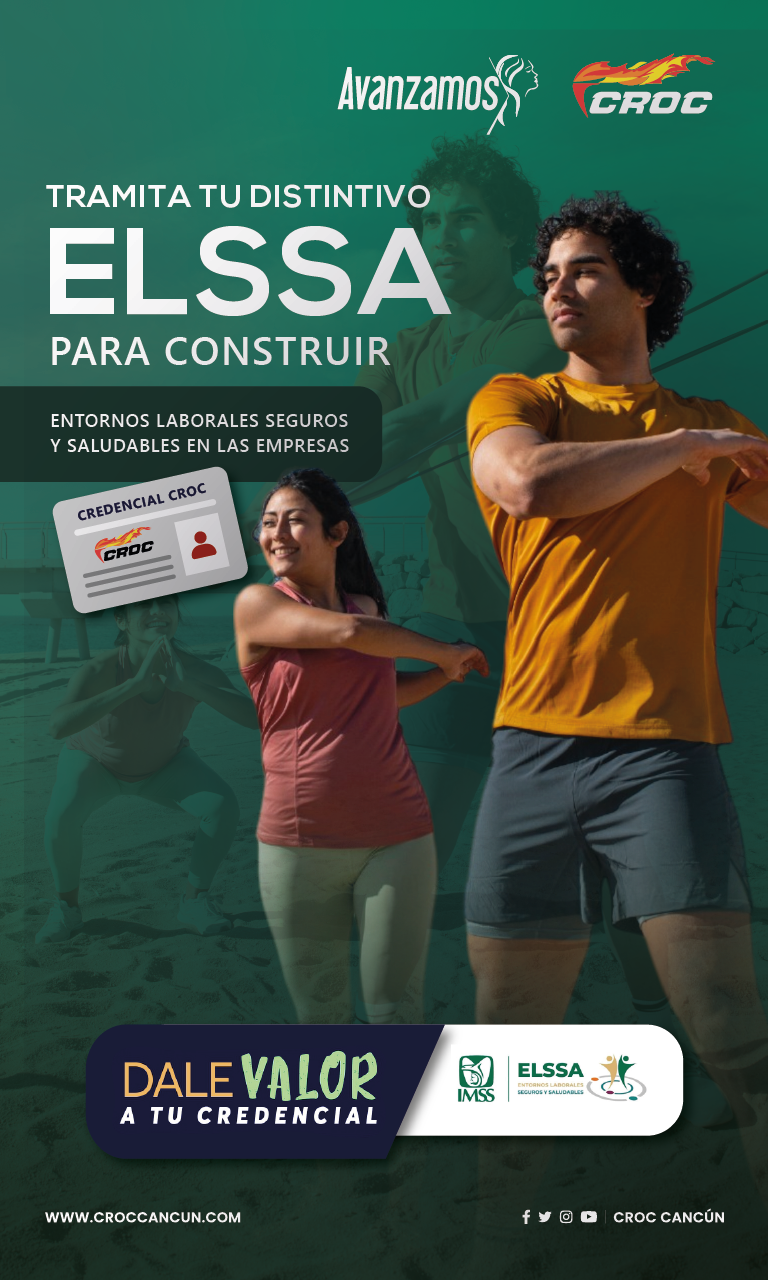 Avanzamos
CROC
TRAMITA TU DISTINTIVO
ELSSA
PARA CONSTRUIR
ENTORNOS LABORALES SEGUROS
Y SALUDABLES EN LAS EMPRESAS
CREDENCIAL CROC
CROC
DALE VALOR
A TU CREDENCIAL
IMSS
ELSSA
ENTORNOS LABORALES
SEGUROS Y SALUDABLES
WWW.CROCCANCUN.COM
CROC CANCÚN